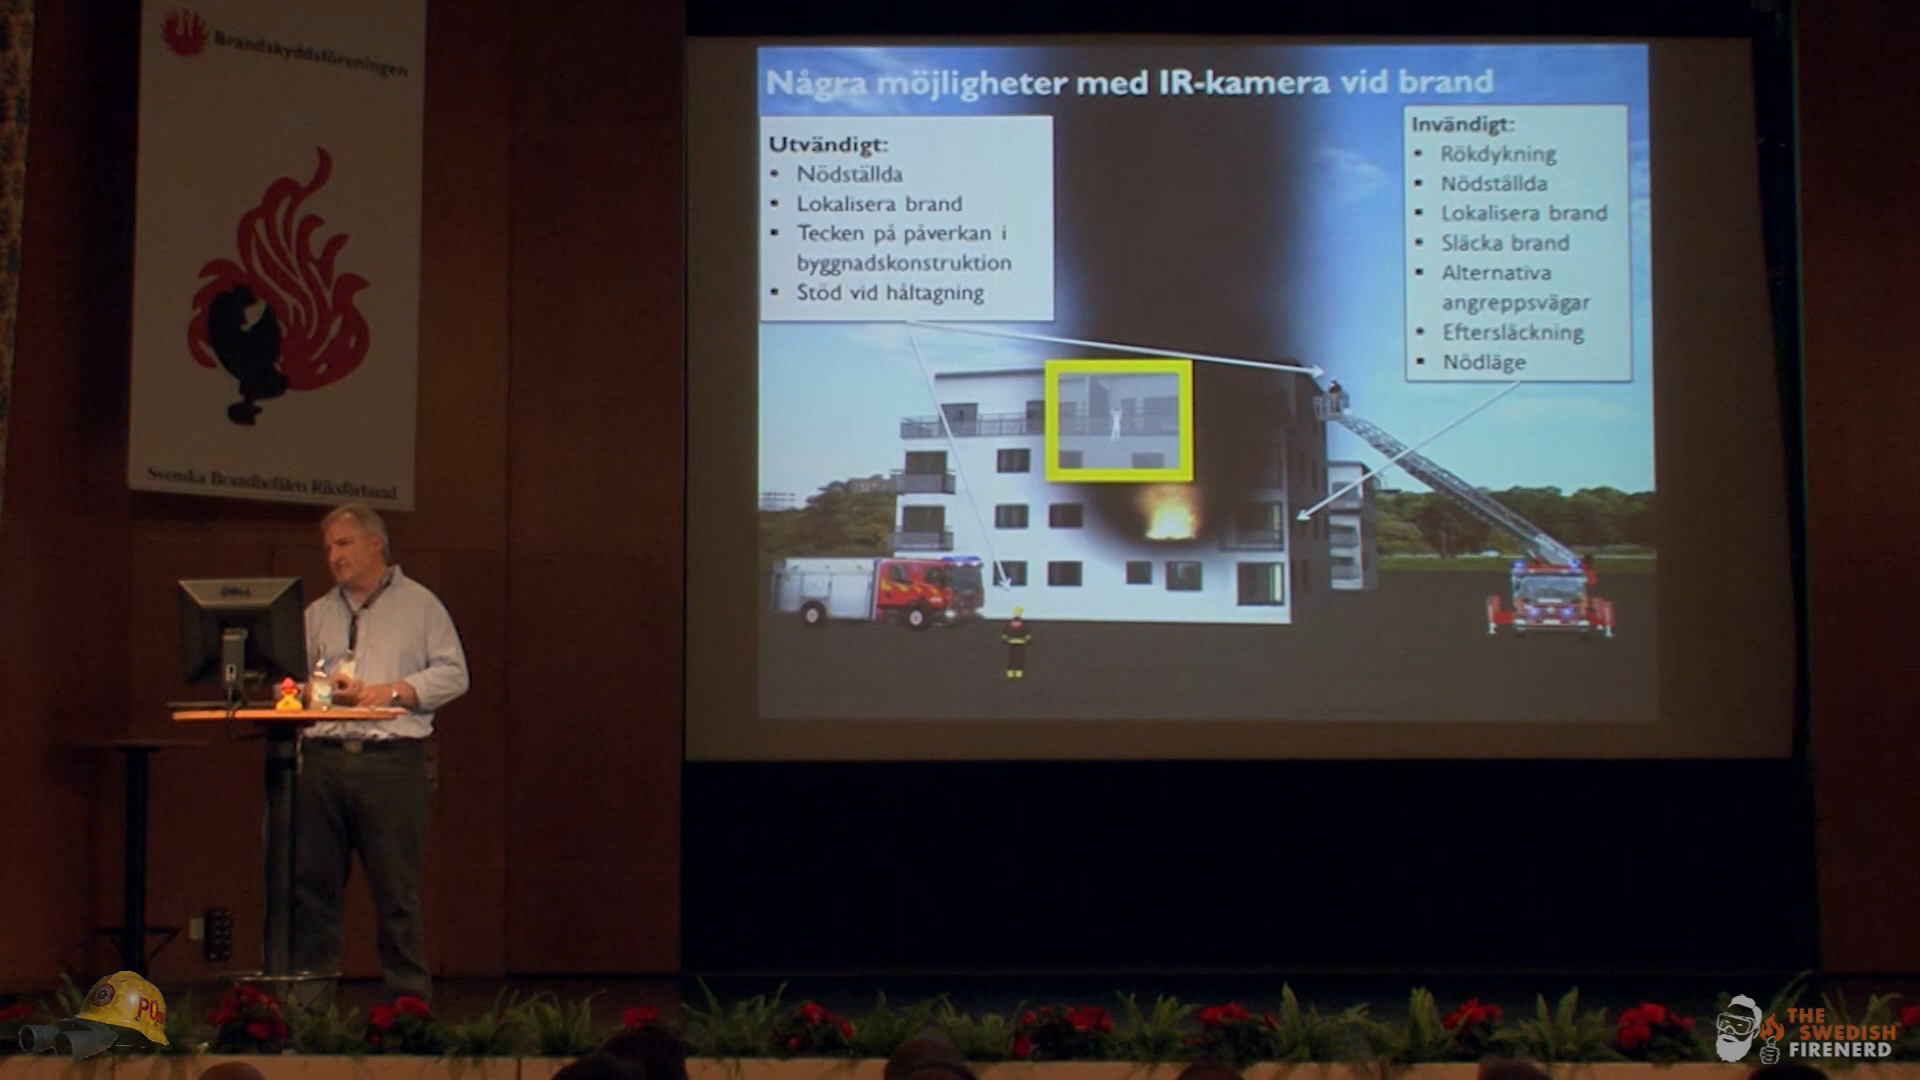 Brandskyddsföreningen
Svenska Brandbefälets Riksförbund
Några möjligheter med IR-kamera vid brand
Utvändigt:
▪ Nödställda
▪ Lokalisera brand
▪ Tecken på påverkan i
byggnadskonstruktion
▪ Stöd vid håltagning
Invändigt:
▪ Rökdykning
▪ Nödställda
▪ Lokalisera brand
▪ Släcka brand
▪ Alternativa
angreppsvägar
▪ Eftersläckning
▪ Nödläge
DELL
THE
SWEDISH
FIRENERD